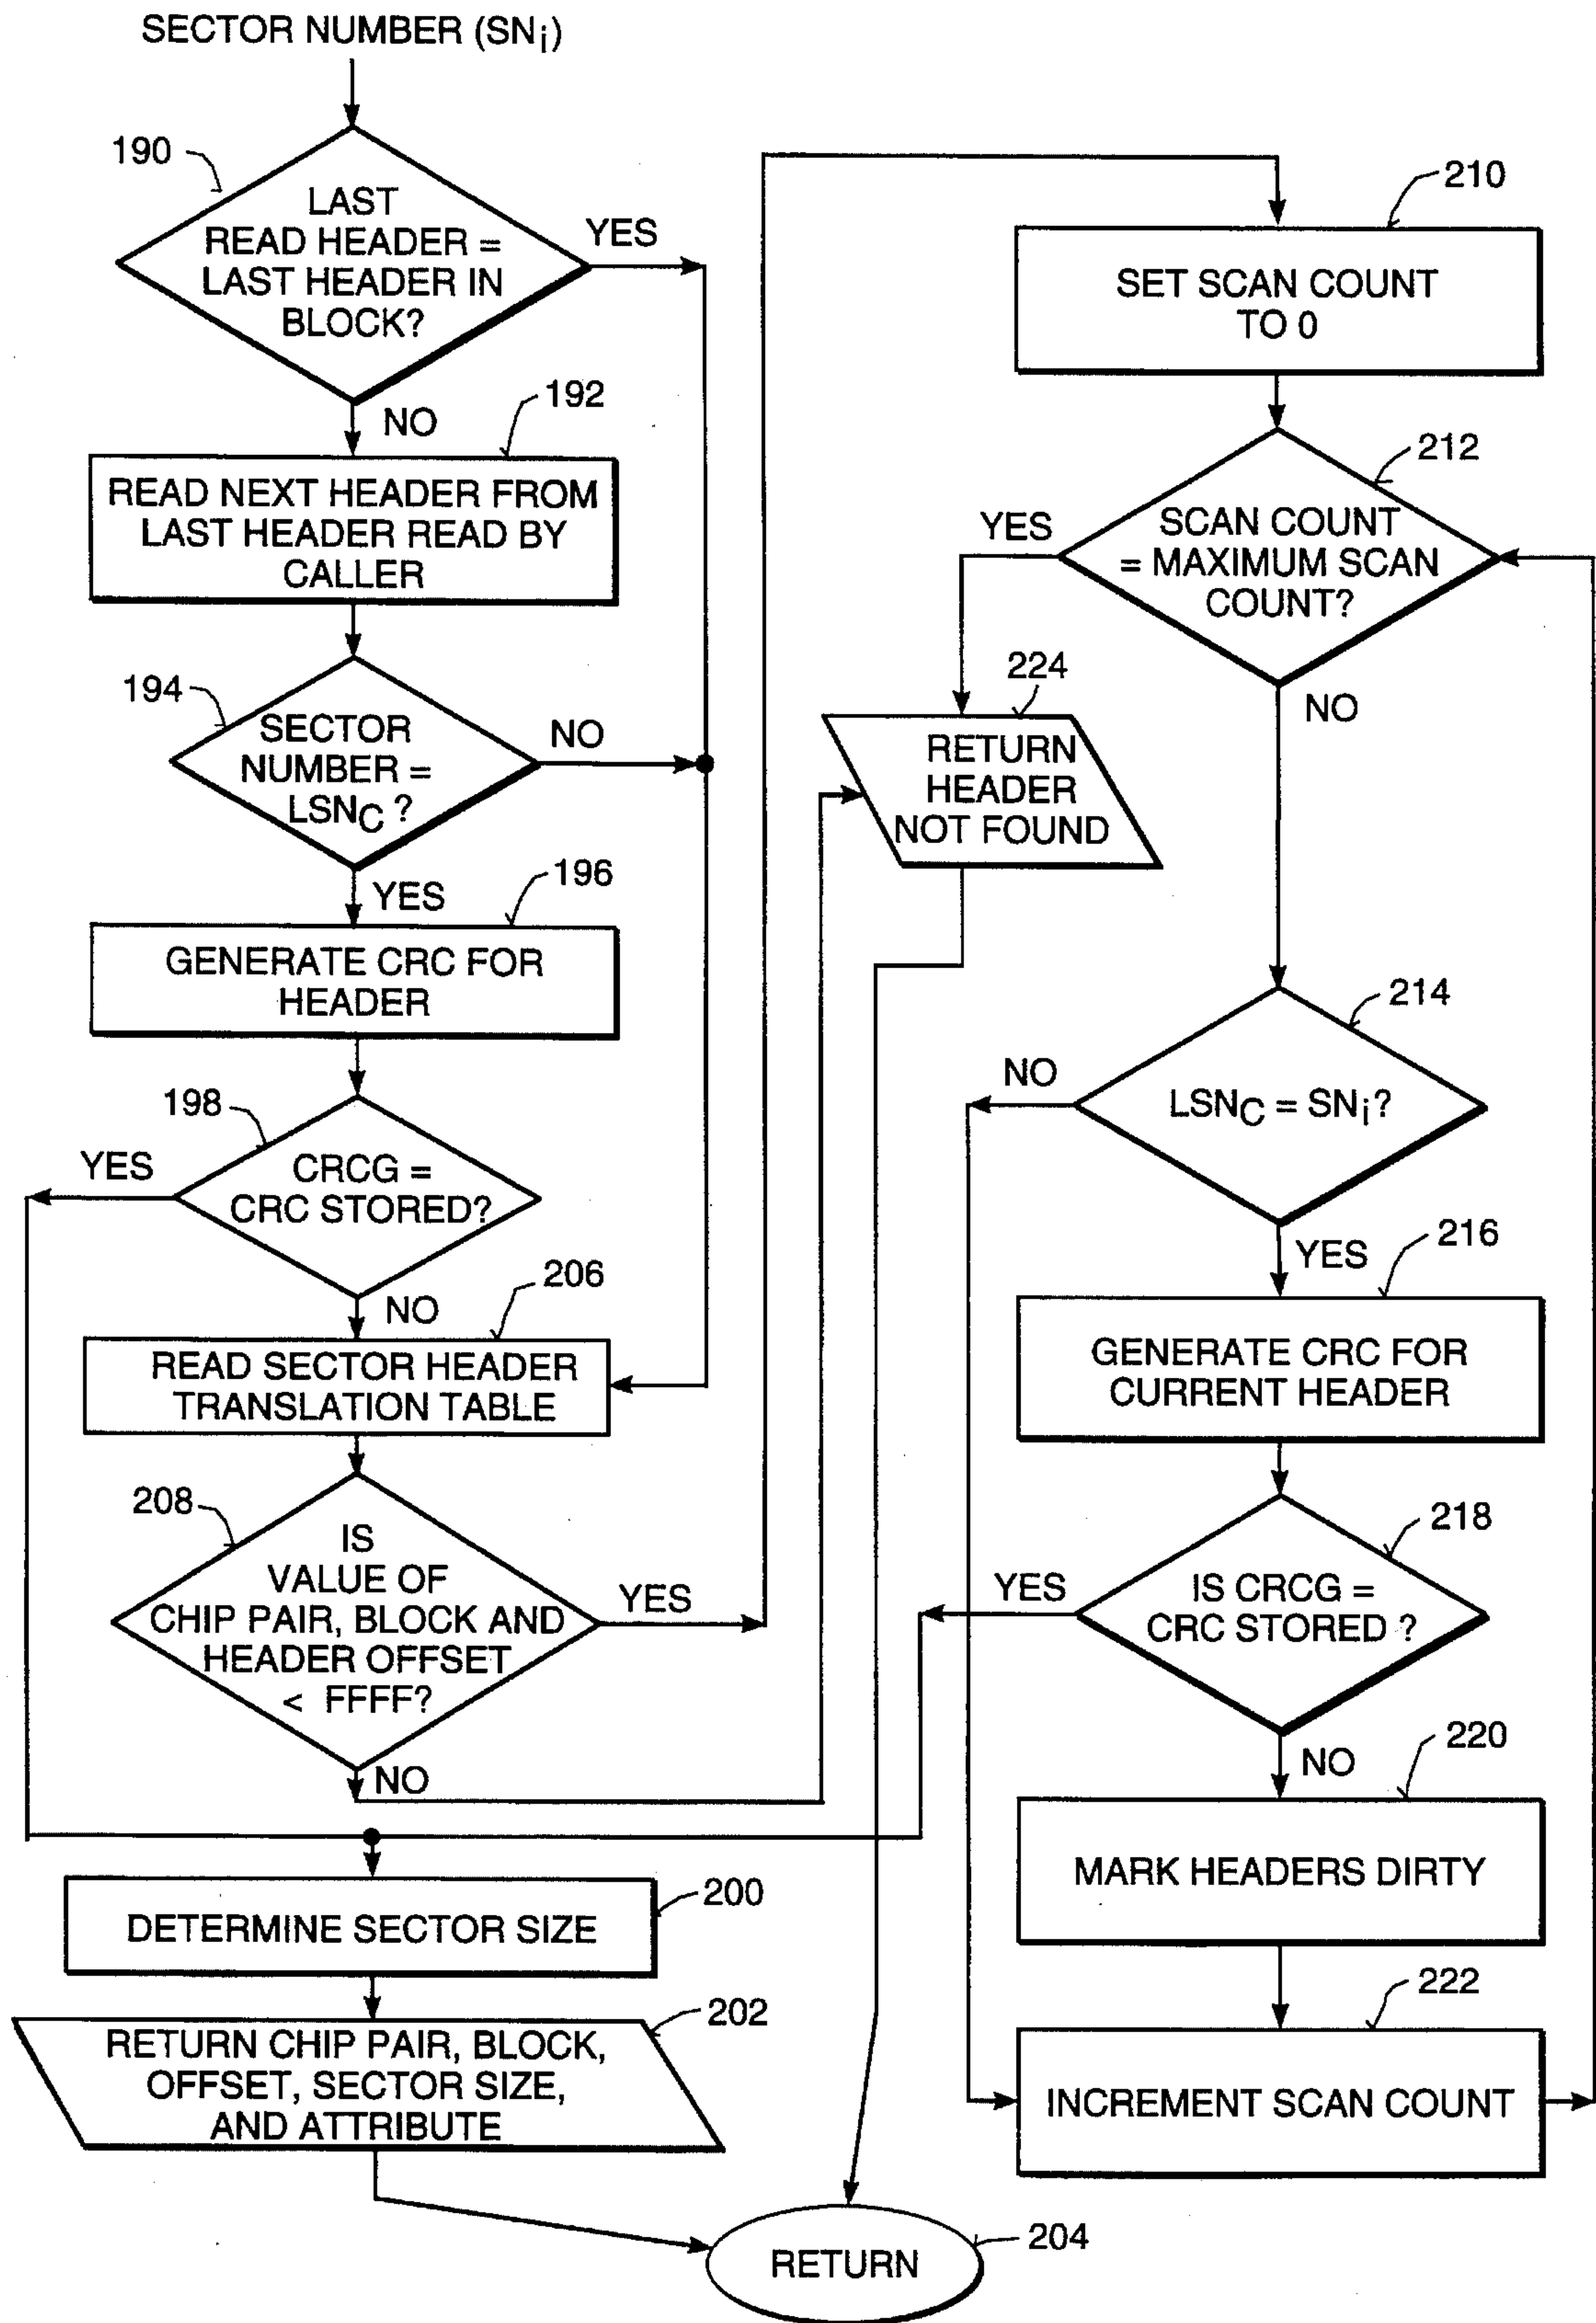 SECTOR NUMBER (SNi)
190
LAST
READ HEADER =
LAST HEADER IN
BLOCK?
YES
NO
192
READ NEXT HEADER FROM
LAST HEADER READ BY
CALLER
194
SECTOR
NUMBER =
LSNC ?
NO
YES
196
GENERATE CRC FOR
HEADER
198
CRCG =
CRC STORED?
YES
NO
206
READ SECTOR HEADER
TRANSLATION TABLE
208
IS
VALUE OF
CHIP PAIR, BLOCK AND
HEADER OFFSET
< FFFF?
YES
NO
200
DETERMINE SECTOR SIZE
202
RETURN CHIP PAIR, BLOCK,
OFFSET, SECTOR SIZE,
AND ATTRIBUTE
RETURN
204
210
SET SCAN COUNT
TO 0
212
SCAN COUNT
= MAXIMUM SCAN
COUNT?
YES
NO
224
RETURN
HEADER
NOT FOUND
214
LSNC = SNi?
NO
YES
216
GENERATE CRC FOR
CURRENT HEADER
218
IS CRCG =
CRC STORED ?
YES
NO
220
MARK HEADERS DIRTY
222
INCREMENT SCAN COUNT